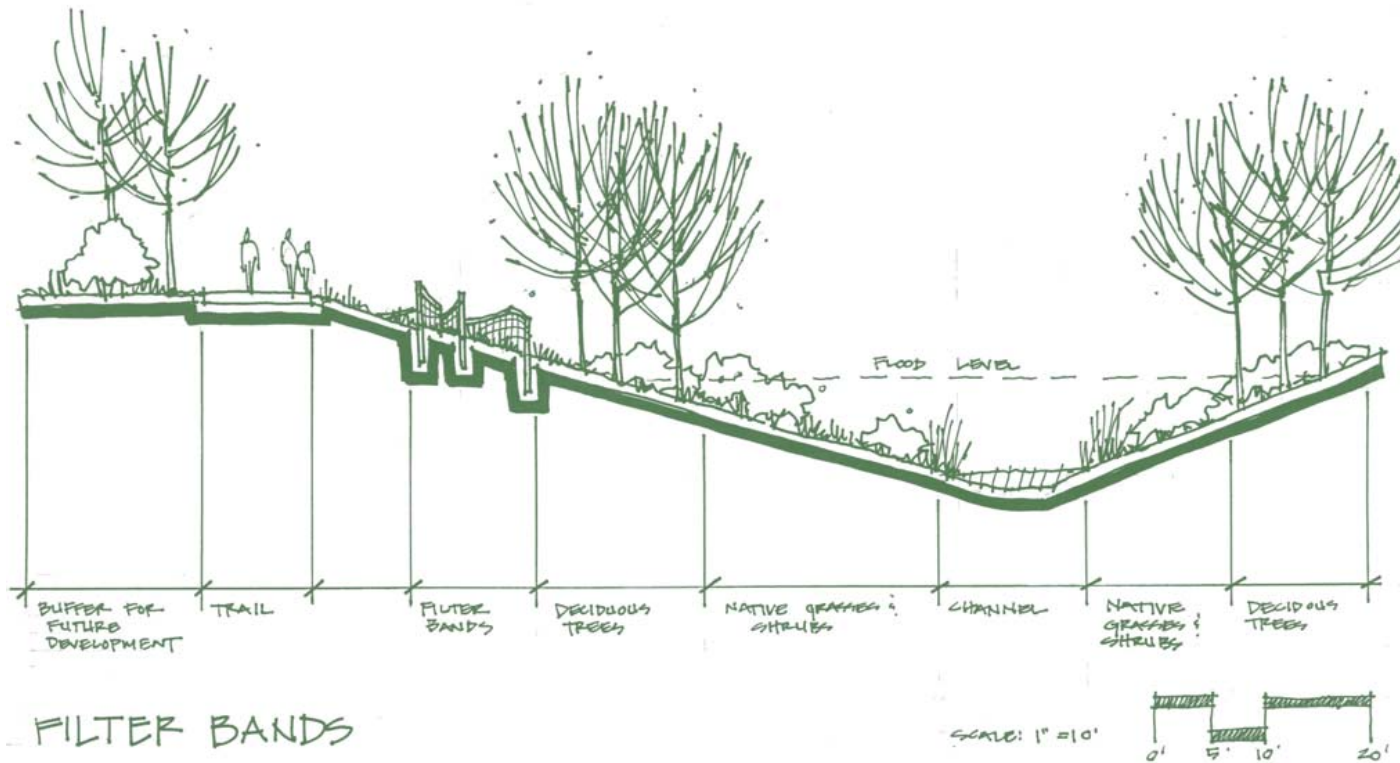 FLOOD LEVEL
BUFFER FOR
FUTURE
DEVELOPMENT
TRAIL
FILTER
BANDS
DECIDUOUS
TREES
NATIVE GRASSES &
SHRUBS
CHANNEL
NATIVE
GRASSES &
SHRUBS
DECIDOUS
TREES
FILTER BANDS
SCALE: 1" = 10'
0' 5' 10' 20'